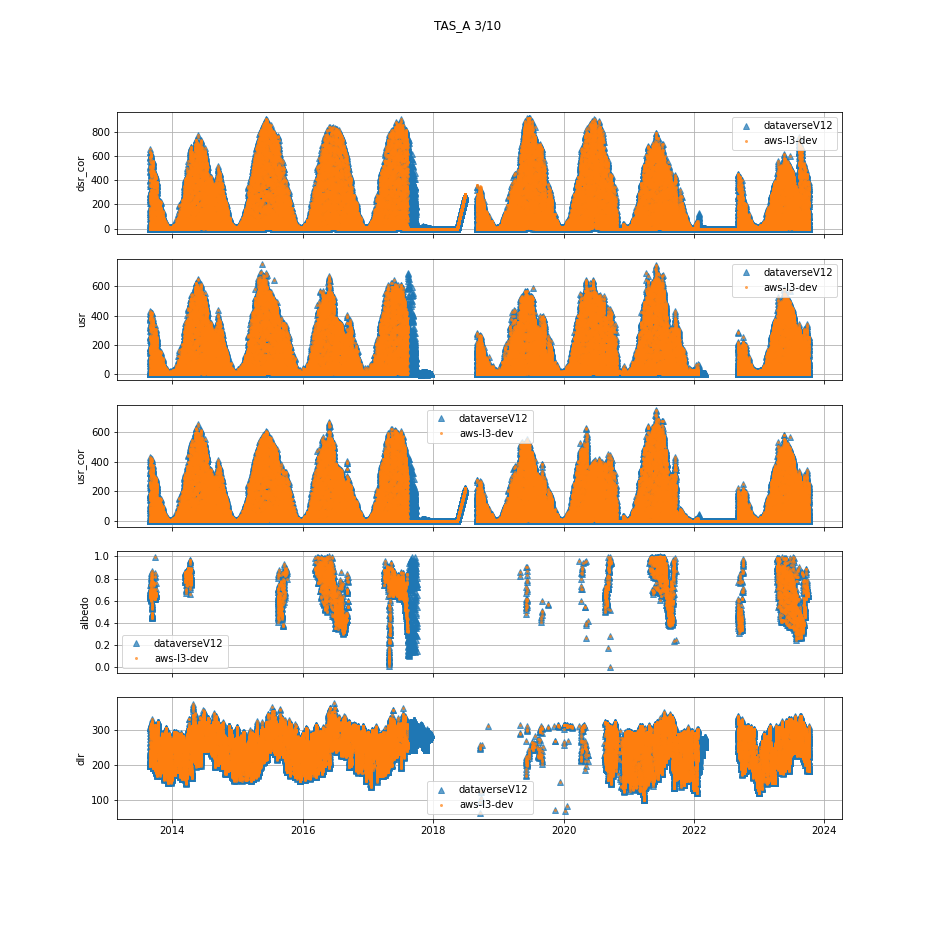 TAS_A 3/10
dsr_cor
800
600
400
200
0
dataverseV12
aws-l3-dev
usr
600
400
200
0
dataverseV12
aws-l3-dev
usr_cor
600
400
200
0
dataverseV12
aws-l3-dev
albedo
1.0
0.8
0.6
0.4
0.2
0.0
dataverseV12
aws-l3-dev
dlr
300
200
100
dataverseV12
aws-l3-dev
2014 2016 2018 2020 2022 2024